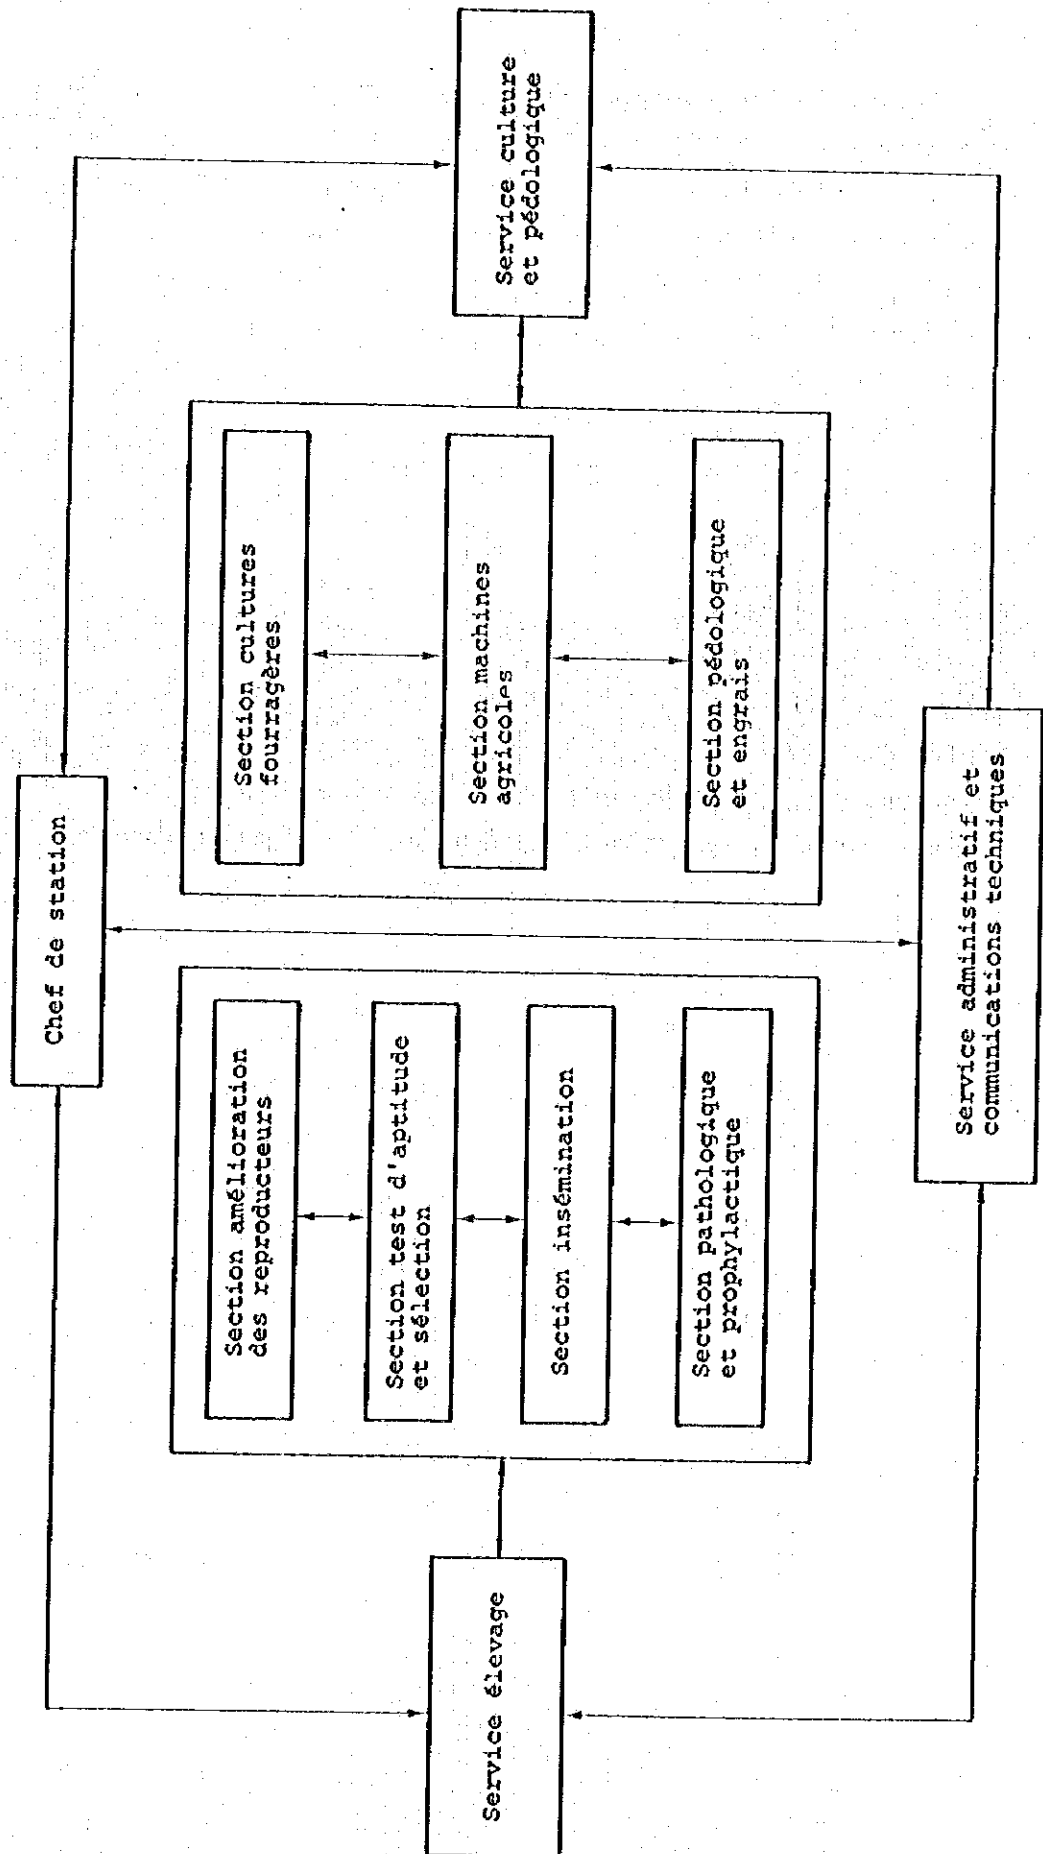 Chef de station
Service élevage
Section amélioration
des reproducteurs
Section test d'aptitude
et sélection
Section insémination
Section pathologique
et prophylactique
Section cultures
fourragères
Section machines
agricoles
Section pédologique
et engrais
Service culture
et pédologique
Service administratif et
communications techniques